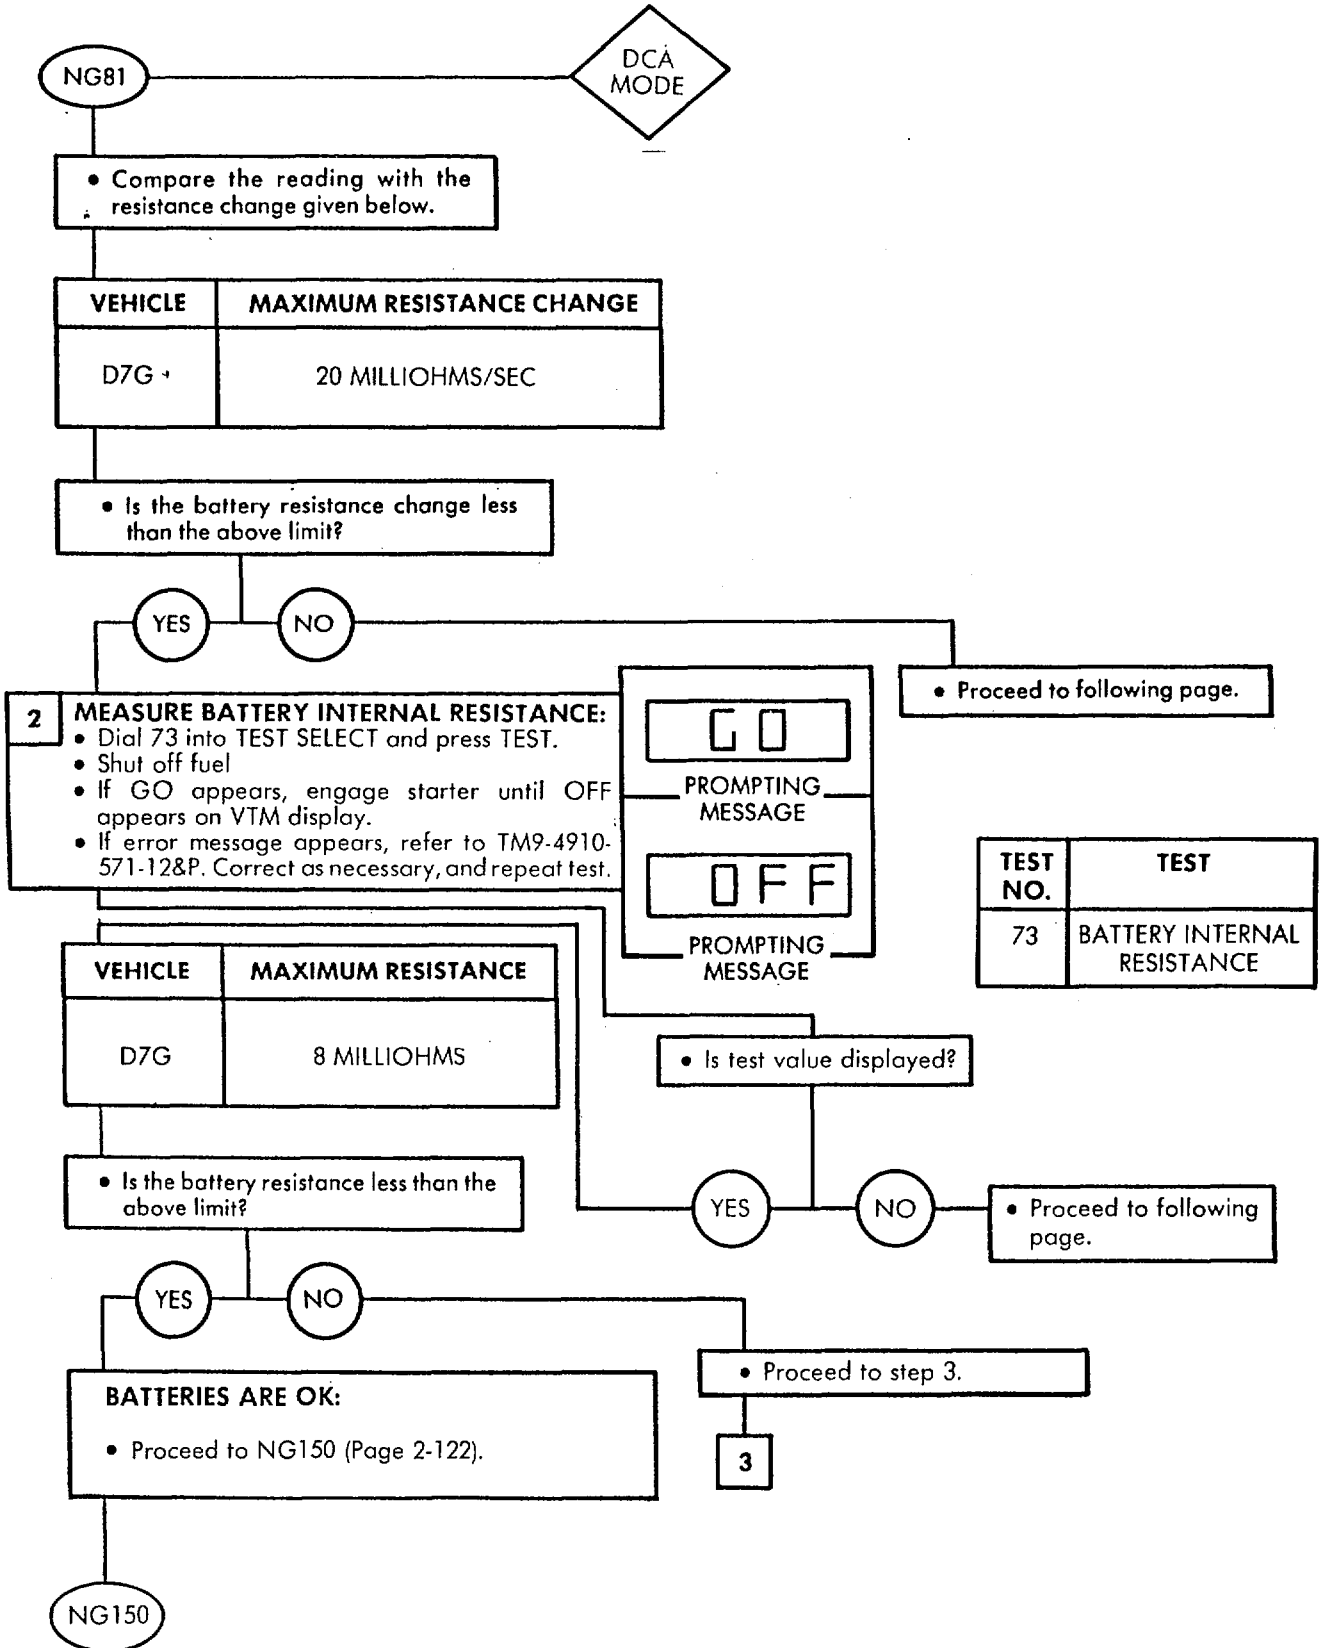 NG81
DCA
MODE
• Compare the reading with the
resistance change given below.
VEHICLE
MAXIMUM RESISTANCE CHANGE
D7G
20 MILLIOHMS/SEC
• Is the battery resistance change less
than the above limit?
YES
NO
• Proceed to following page.
2
MEASURE BATTERY INTERNAL RESISTANCE:
• Dial 73 into TEST SELECT and press TEST.
• Shut off fuel
• If GO appears, engage starter until OFF
appears on VTM display.
• If error message appears, refer to TM9-4910-
571-12&P. Correct as necessary, and repeat test.
GO
PROMPTING
MESSAGE
OFF
PROMPTING
MESSAGE
TEST
NO.
TEST
73
BATTERY INTERNAL
RESISTANCE
VEHICLE
MAXIMUM RESISTANCE
D7G
8 MILLIOHMS
• Is test value displayed?
YES
NO
• Proceed to following
page.
• Is the battery resistance less than the
above limit?
YES
NO
• Proceed to step 3.
3
BATTERIES ARE OK:
• Proceed to NG150 (Page 2-122).
NG150